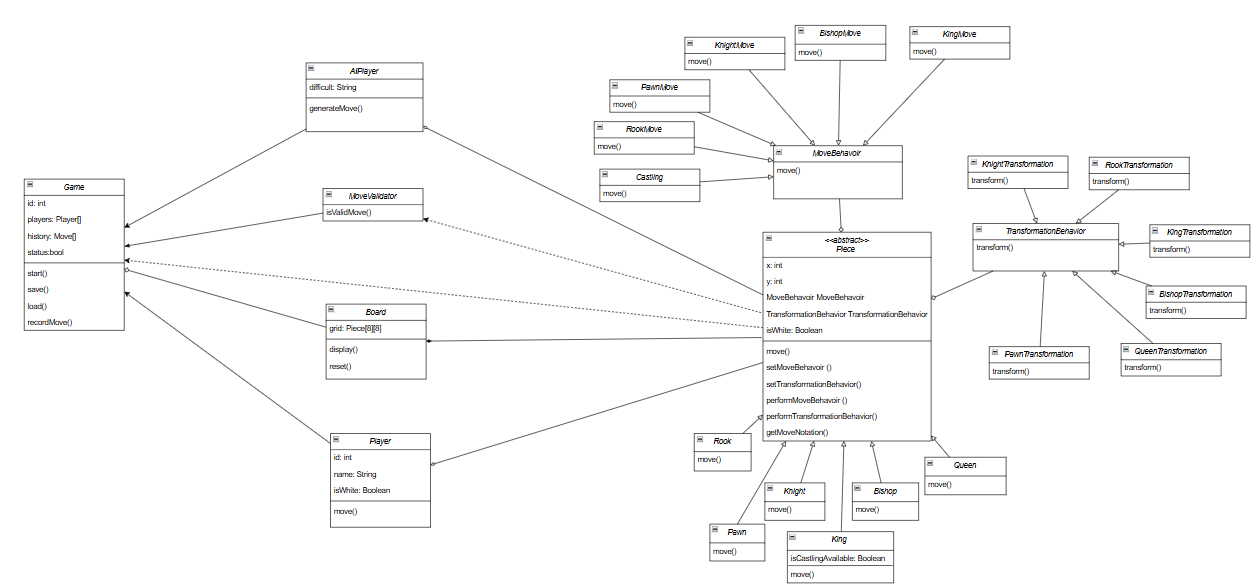 Game
id: int
players: Player[]
history: Move[]
status:bool
start()
save()
load()
recordMove()
AIPlayer
difficult: String
generateMove()
MoveValidator
isValidMove()
Board
grid: Piece[8][8]
display()
reset()
Player
id: int
name: String
isWhite: Boolean
move()
KnightMove
move()
BishopMove
move()
KingMove
move()
PawnMove
move()
RookMove
move()
Castling
move()
MoveBehavoir
move()
<<abstract>>
Piece
x: int
y: int
MoveBehavoir MoveBehavoir
TransformationBehavior TransformationBehavior
isWhite: Boolean
move()
setMoveBehavoir ()
setTransformationBehavior()
performMoveBehavoir ()
performTransformationBehavior()
getMoveNotation()
KnightTransformation
transform()
RookTransformation
transform()
TransformationBehavior
transform()
KingTransformation
transform()
BishopTransformation
transform()
PawnTransformation
transform()
QueenTransformation
transform()
Rook
move()
Pawn
move()
Knight
move()
King
isCastlingAvailable: Boolean
move()
Bishop
move()
Queen
move()